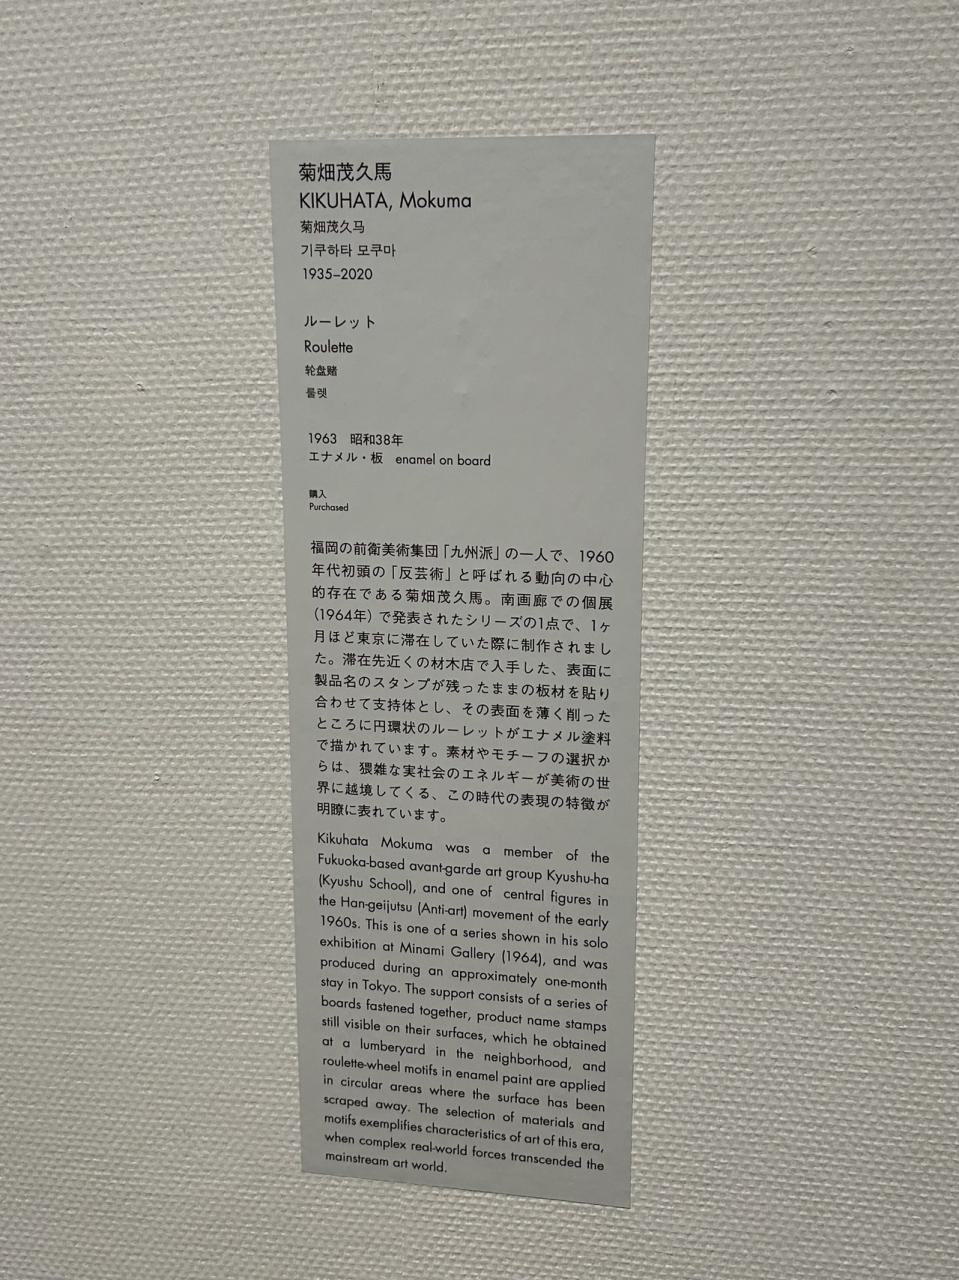 菊畑茂久馬
KIKUHATA, Mokuma
菊畑茂久马
기쿠하타 모쿠마
1935–2020
ルーレット
Roulette
轮盘赌
룰렛
1963　昭和38年
エナメル・板　enamel on board
購入
Purchased
福岡の前衛美術集団「九州派」の一人で、1960
年代初頭の「反芸術」と呼ばれる動向の中心
的存在である菊畑茂久馬。南画廊での個展
（1964年）で発表されたシリーズの1点で、1ヶ
月ほど東京に滞在していた際に制作されまし
た。滞在先近くの材木店で入手した、表面に
製品名のスタンプが残ったままの板材を貼り
合わせて支持体とし、その表面を薄く削った
ところに円環状のルーレットがエナメル塗料
で描かれています。素材やモチーフの選択か
らは、猥雑な実社会のエネルギーが美術の世
界に越境してくる、この時代の表現の特徴が
明瞭に表れています。
Kikuhata Mokuma was a member of the
Fukuoka-based avant-garde art group Kyushu-ha
(Kyushu School), and one of central figures in
the Han-geijutsu (Anti-art) movement of the early
1960s. This is one of a series shown in his solo
exhibition at Minami Gallery (1964), and was
produced during an approximately one-month
stay in Tokyo. The support consists of a series of
boards fastened together, product name stamps
still visible on their surfaces, which he obtained
at a lumberyard in the neighborhood, and
roulette-wheel motifs in enamel paint are applied
in circular areas where the surface has been
scraped away. The selection of materials and
motifs exemplifies characteristics of art of this era,
when complex real-world forces transcended the
mainstream art world.